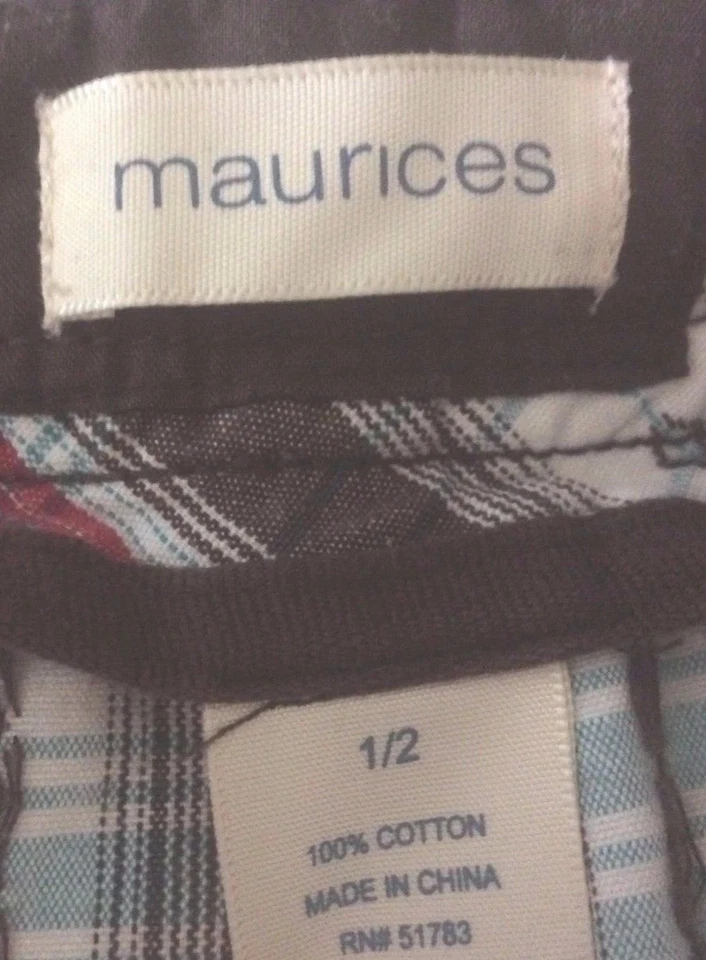 maurices
1/2
100% COTTON
MADE IN CHINA
RN# 51783